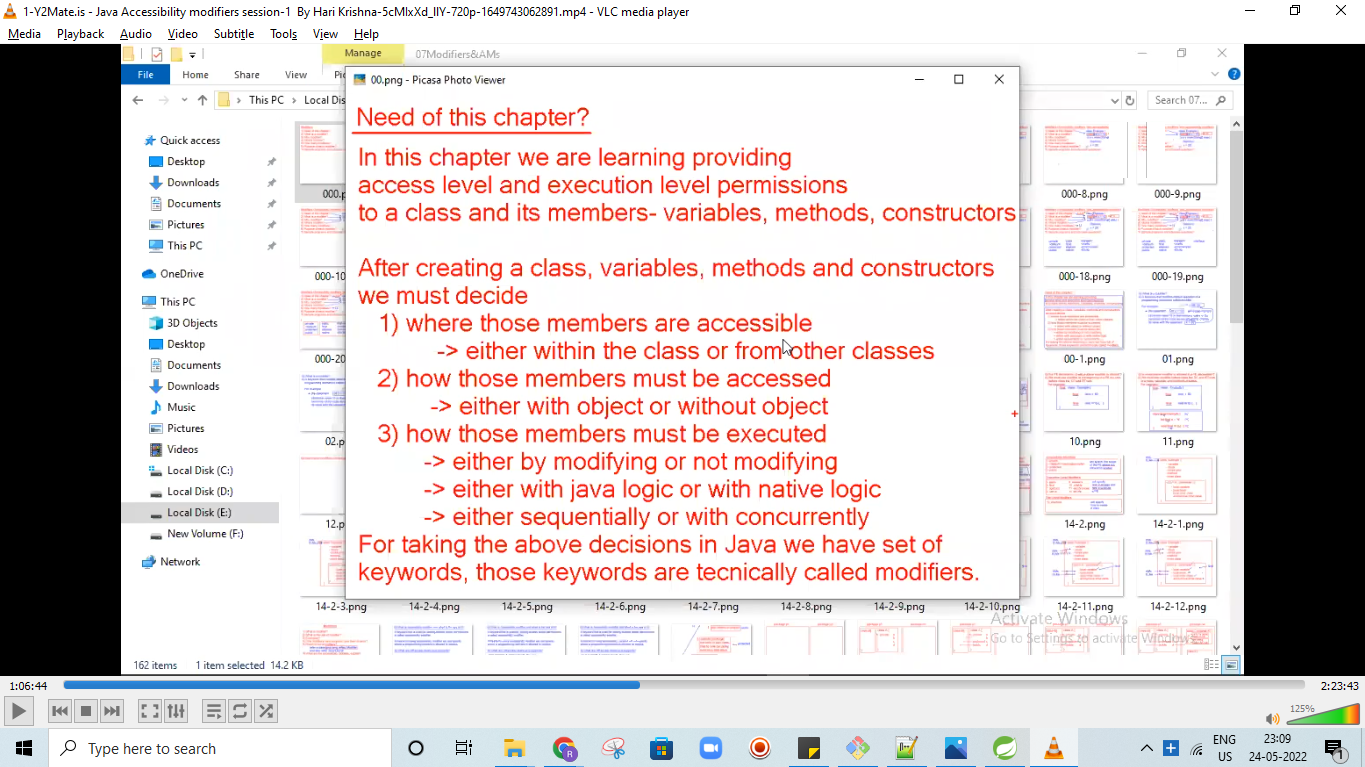 1-Y2Mate.is - Java Accessibility modifiers session-1 By Hari Krishna-5cMlxXd_IIY-720p-1649743062891.mp4 - VLC media player
Media Playback Audio Video Subtitle Tools View Help
Manage 07Modifiers&AMs
File Home Share View
00.png - Picasa Photo Viewer
This PC Local Dis
Search 07...
Need of this chapter?
In this chapter we are learning providing
access level and execution level permissions
to a class and its members- variables, methods, constructors
After creating a class, variables, methods and constructors
we must decide
1) where those members are accessible
-> either within the class or from other classes
2) how those members must be accessed
-> either with object or without object
3) how those members must be executed
-> either by modifying or not modifying
-> either with java logic or with native logic
-> either sequentially or with concurrently
For taking the above decisions in Java we have set of
keywords, those keywords are tecnically called modifiers.
Quick access
Desktop
Downloads
Documents
Pictures
This PC
OneDrive
This PC
3D Objects
Desktop
Documents
Downloads
Music
Pictures
Videos
Local Disk (C:)
Local Disk (D:)
Local Disk (E:)
New Volume (F:)
Network
000-8.png 000-9.png
000-10 000-18.png 000-19.png
000-20 00-1.png 01.png
02.p 10.png 11.png
12.p 14-2.png 14-2-1.png
14-2-3.png 14-2-4.png 14-2-5.png 14-2-6.png 14-2-7.png 14-2-8.png 14-2-9.png 14-2-10.png 14-2-11.png 14-2-12.png
Activate Windows
Go to Settings to activate Windows.
162 items 1 item selected 14.2 KB
1:06:44 2:23:43
125%
Type here to search
ENG 23:09
US 24-05-2022
1